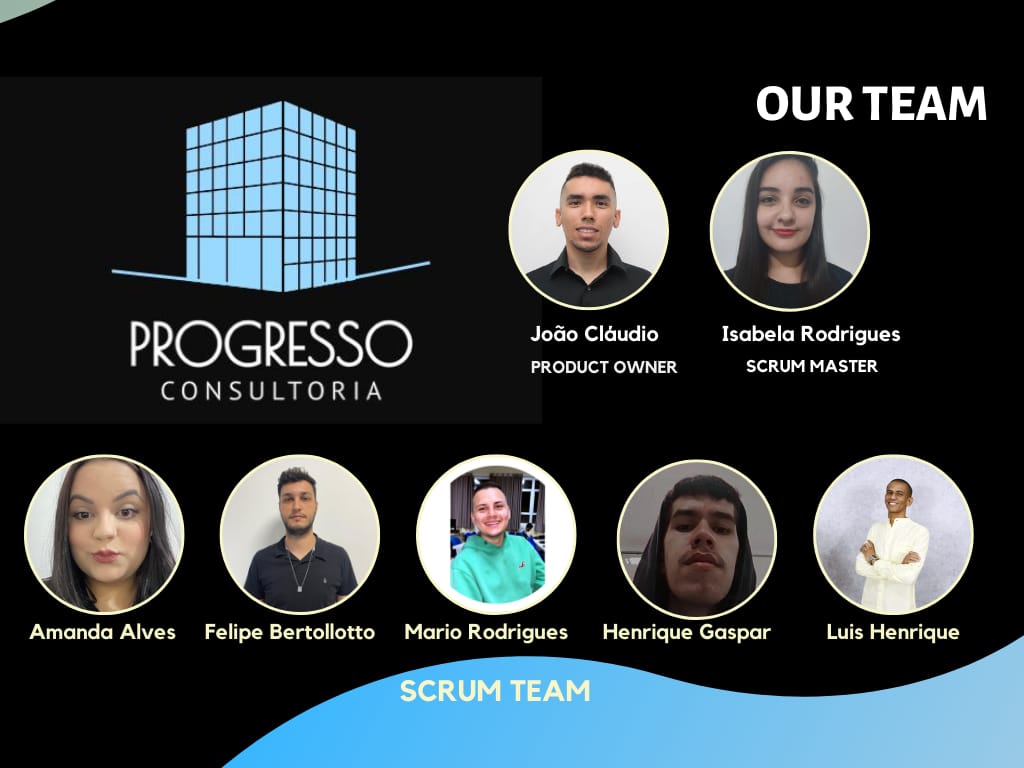 OUR TEAM
PROGRESSO
CONSULTORIA
João Cláudio
PRODUCT OWNER
Isabela Rodrigues
SCRUM MASTER
Amanda Alves
Felipe Bertollotto
Mario Rodrigues
Henrique Gaspar
Luis Henrique
SCRUM TEAM